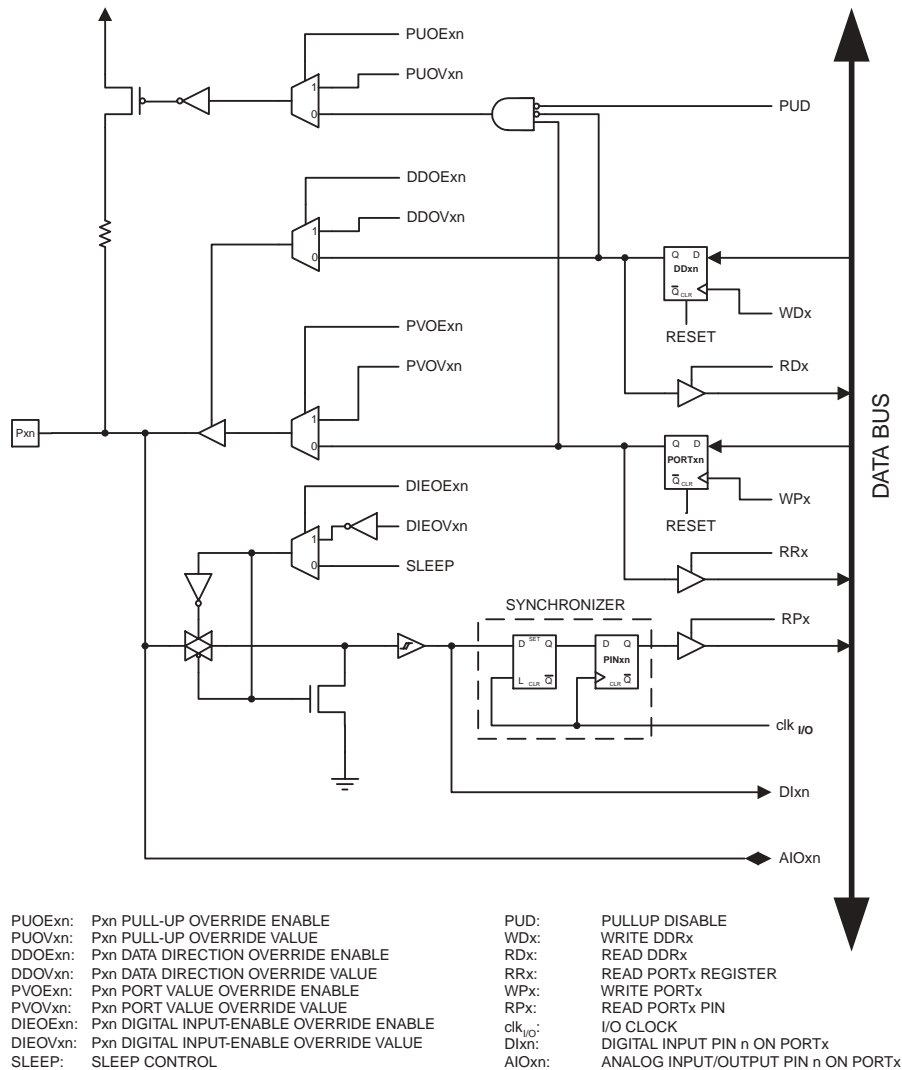 PUOExn
PUOVxn
1
0
PUD
DDOExn
DDOVxn
1
0
Q D
DDxn
Q CLR
WDx
RESET
RDx
PVOExn
PVOVxn
1
0
Pxn
Q D
PORTxn
Q CLR
WPx
RESET
RRx
DATA BUS
DIEOExn
DIEOVxn
1
0
SLEEP
SYNCHRONIZER
D SET Q
L CLR Q
D Q
PINxn
CLR Q
RPx
clk I/O
DIxn
AIOxn
PUOExn: Pxn PULL-UP OVERRIDE ENABLE
PUOVxn: Pxn PULL-UP OVERRIDE VALUE
DDOExn: Pxn DATA DIRECTION OVERRIDE ENABLE
DDOVxn: Pxn DATA DIRECTION OVERRIDE VALUE
PVOExn: Pxn PORT VALUE OVERRIDE ENABLE
PVOVxn: Pxn PORT VALUE OVERRIDE VALUE
DIEOExn: Pxn DIGITAL INPUT-ENABLE OVERRIDE ENABLE
DIEOVxn: Pxn DIGITAL INPUT-ENABLE OVERRIDE VALUE
SLEEP: SLEEP CONTROL
PUD: PULLUP DISABLE
WDx: WRITE DDRx
RDx: READ DDRx
RRx: READ PORTx REGISTER
WPx: WRITE PORTx
RPx: READ PORTx PIN
clkI/O: I/O CLOCK
DIxn: DIGITAL INPUT PIN n ON PORTx
AIOxn: ANALOG INPUT/OUTPUT PIN n ON PORTx